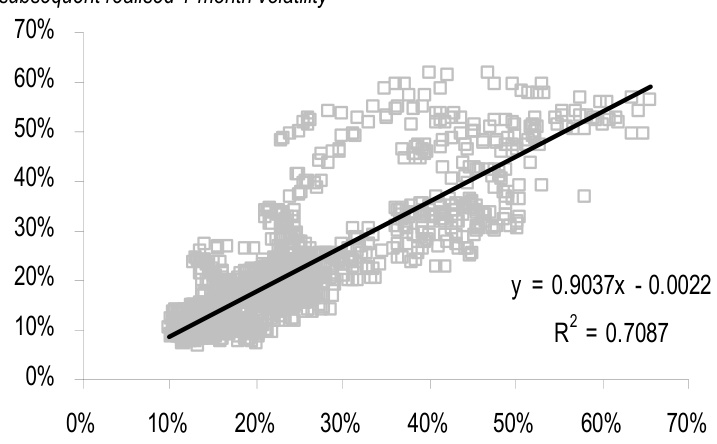 subsequent realised 1 month volatility
70%
60%
50%
40%
30%
20%
10%
0%
y = 0.9037x - 0.0022
R² = 0.7087
0% 10% 20% 30% 40% 50% 60% 70%